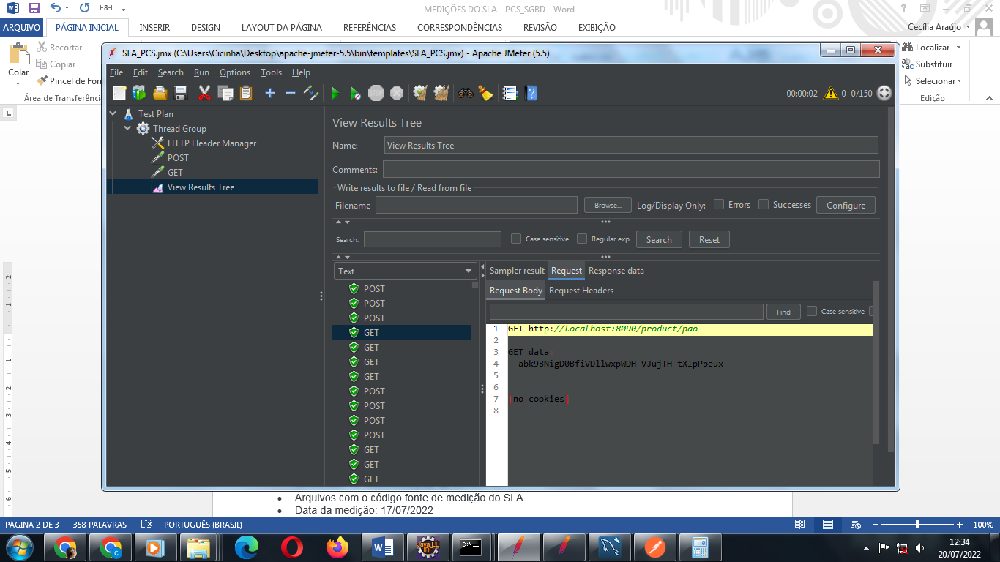 MEDIÇÕES DO SLA - PCS_SGBD - Word
ARQUIVO PÁGINA INICIAL INSERIR DESIGN LAYOUT DA PÁGINA REFERÊNCIAS CORRESPONDÊNCIAS REVISÃO EXIBIÇÃO Cecília Araújo
Colar
Recortar
Copiar
Pincel de For
Área de Transferênci
Localizar
Substituir
Selecionar
Edição
SLA_PCS.jmx (C:\Users\Cicinha\Desktop\apache-jmeter-5.5\bin\templates\SLA_PCS.jmx) - Apache JMeter (5.5)
File Edit Search Run Options Tools Help
00:00:02 0 0/150
Test Plan
Thread Group
HTTP Header Manager
POST
GET
View Results Tree
View Results Tree
Name: View Results Tree
Comments:
Write results to file / Read from file
Filename Browse... Log/Display Only: Errors Successes Configure
Search: Case sensitive Regular exp. Search Reset
Text
POST
POST
POST
GET
GET
GET
GET
POST
POST
POST
POST
GET
GET
GET
Sampler result Request Response data
Request Body Request Headers
Find Case sensitive
1 GET http://localhost:8090/product/pao
2
3 GET data
4 abk9BNigD0BfiVDllwxpWDH VJujTH tXIpPpeux
5
6
7 [no cookies]
8
• Arquivos com o código fonte de medição do SLA
• Data da medição: 17/07/2022
PÁGINA 2 DE 3 358 PALAVRAS PORTUGUÊS (BRASIL) 100%
12:34
20/07/2022